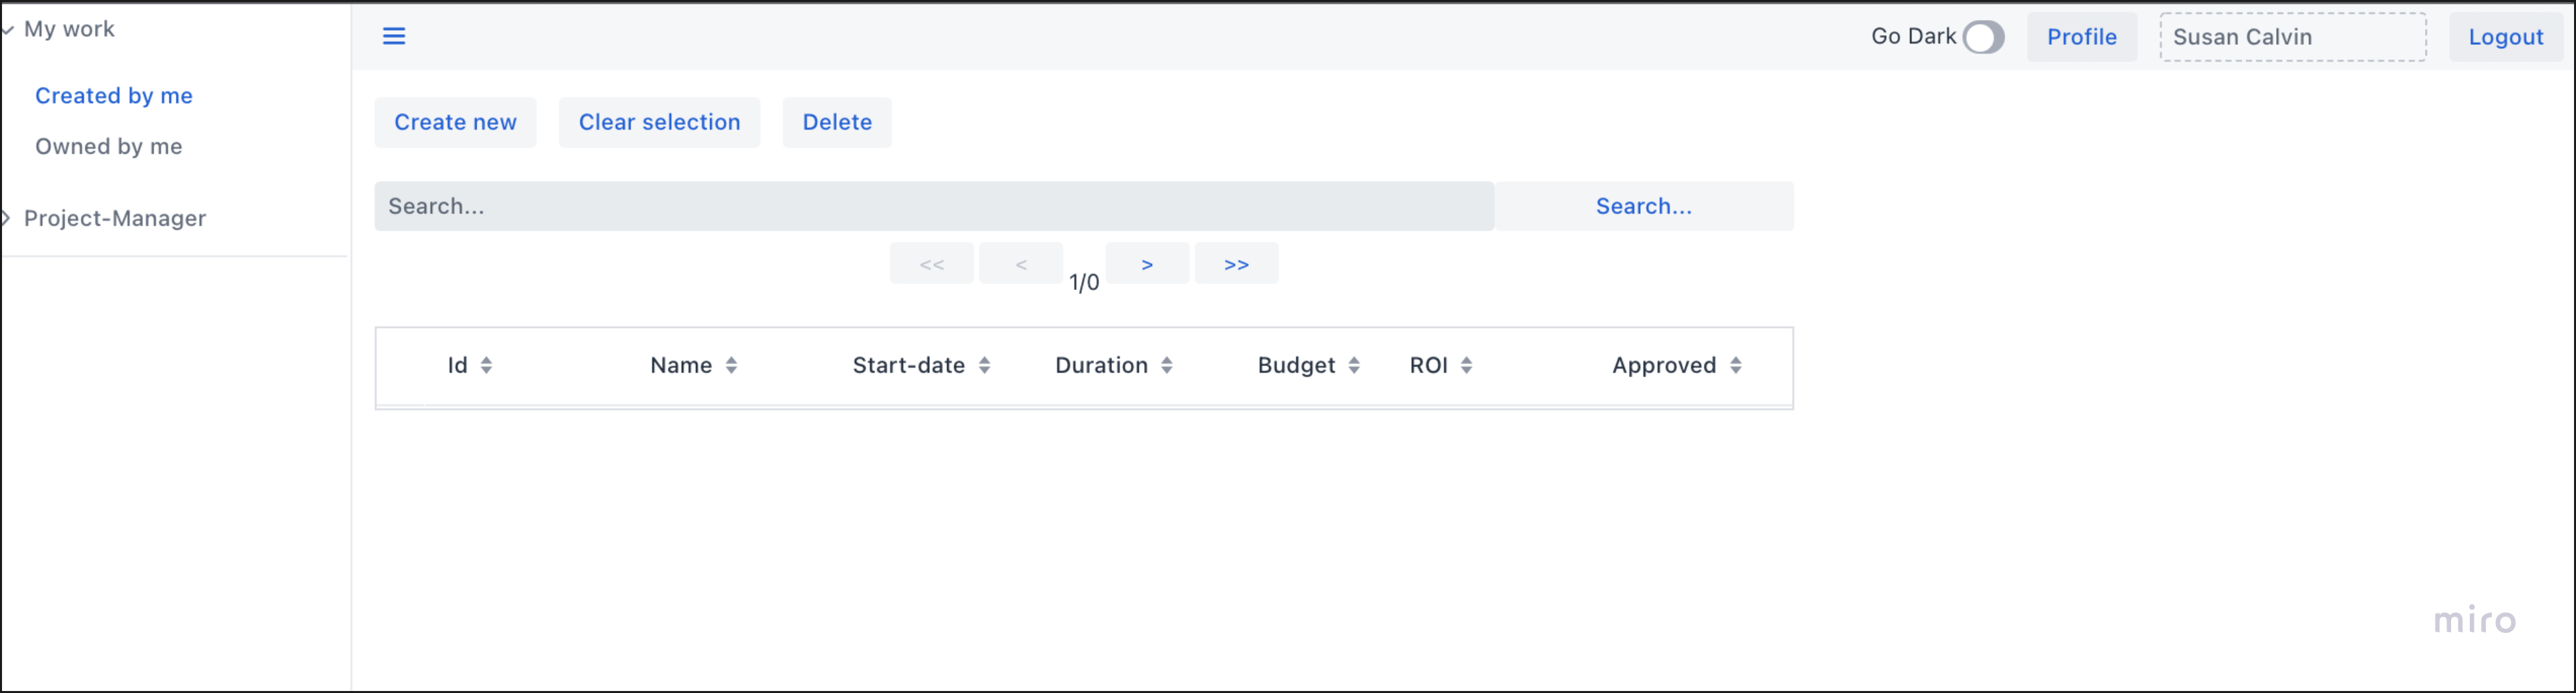 My work
Created by me
Owned by me
Project-Manager
Go Dark Profile Susan Calvin Logout
Create new Clear selection Delete
Search... Search...
<< < 1/0 > >>
Id Name Start-date Duration Budget ROI Approved
miro